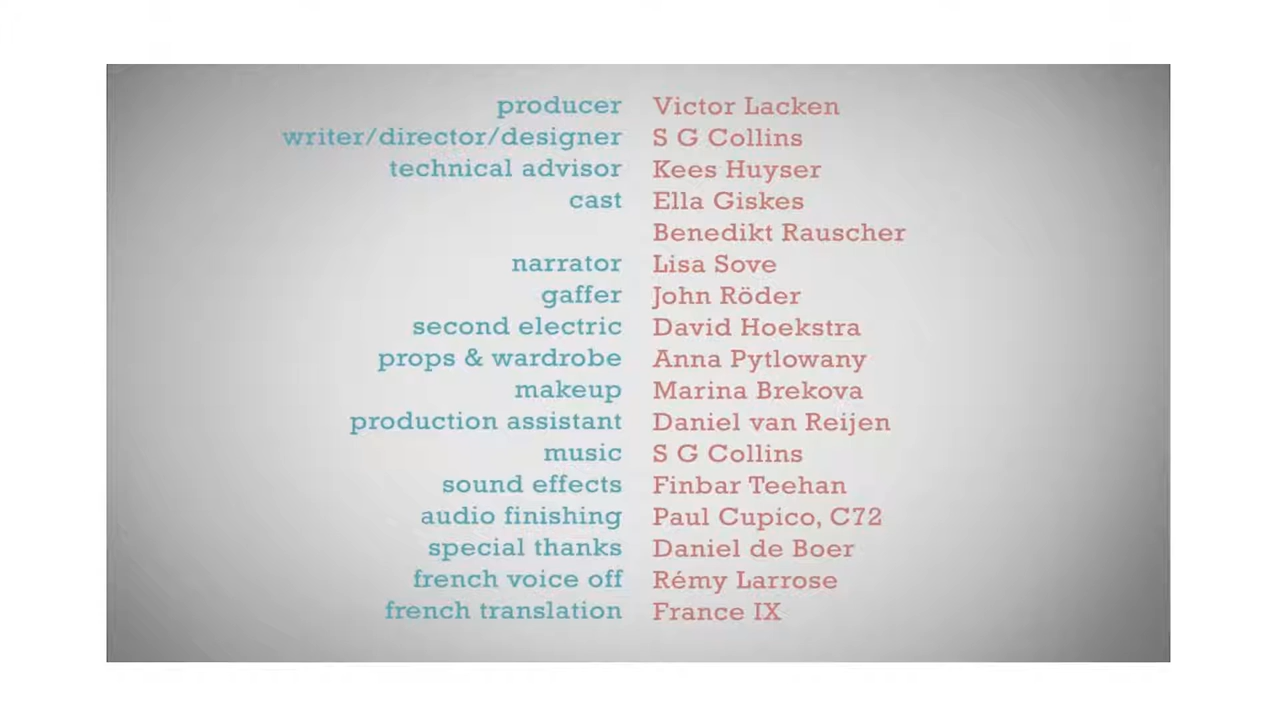 producer Victor Lacken
writer/director/designer S G Collins
technical advisor Kees Huyser
cast Ella Giskes
Benedikt Rauscher
narrator Lisa Sove
gaffer John Röder
second electric David Hoekstra
props & wardrobe Anna Pytlowany
makeup Marina Brekova
production assistant Daniel van Reijen
music S G Collins
sound effects Finbar Teehan
audio finishing Paul Cupico, C72
special thanks Daniel de Boer
french voice off Rémy Larrose
french translation France IX